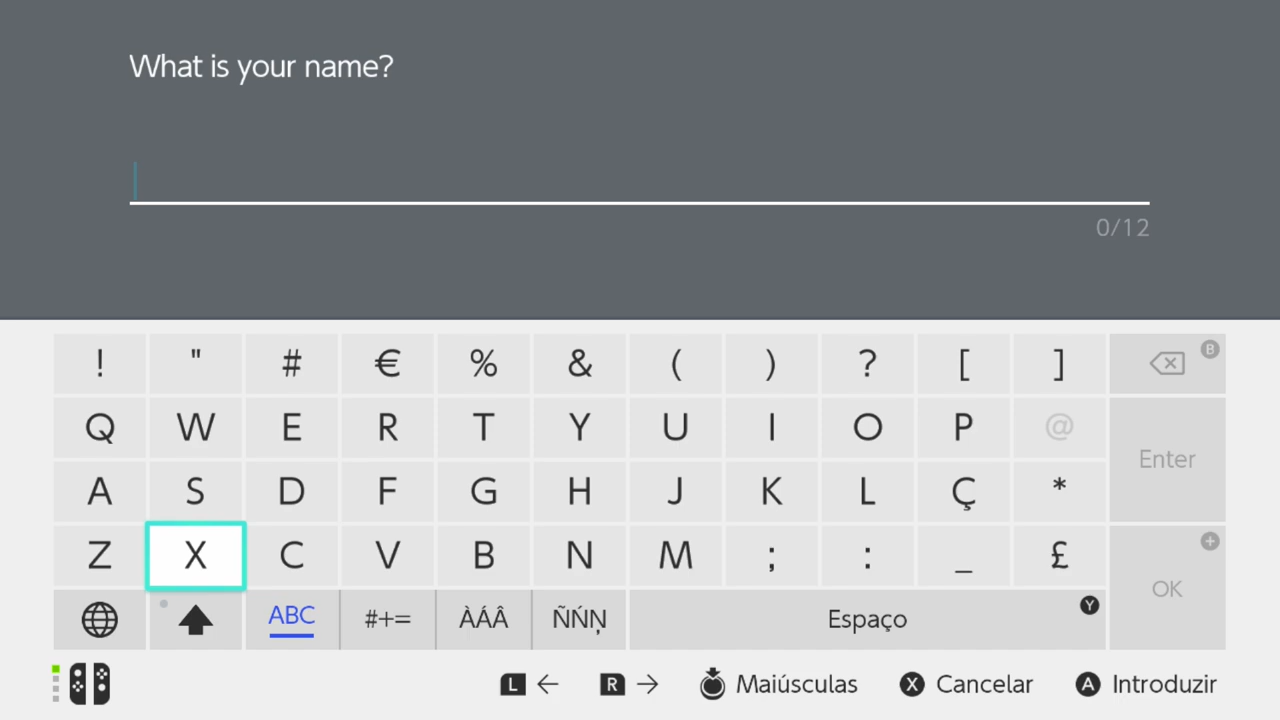 What is your name?
0/12
! " # € % & ( ) ? [ ] B
Q W E R T Y U I O P @ Enter
A S D F G H J K L Ç *
Z X C V B N M ; : _ £ + OK
ABC #+= ÀÁÂ ÑŃŅ Espaço Y
L ← R → Maiúsculas X Cancelar A Introduzir